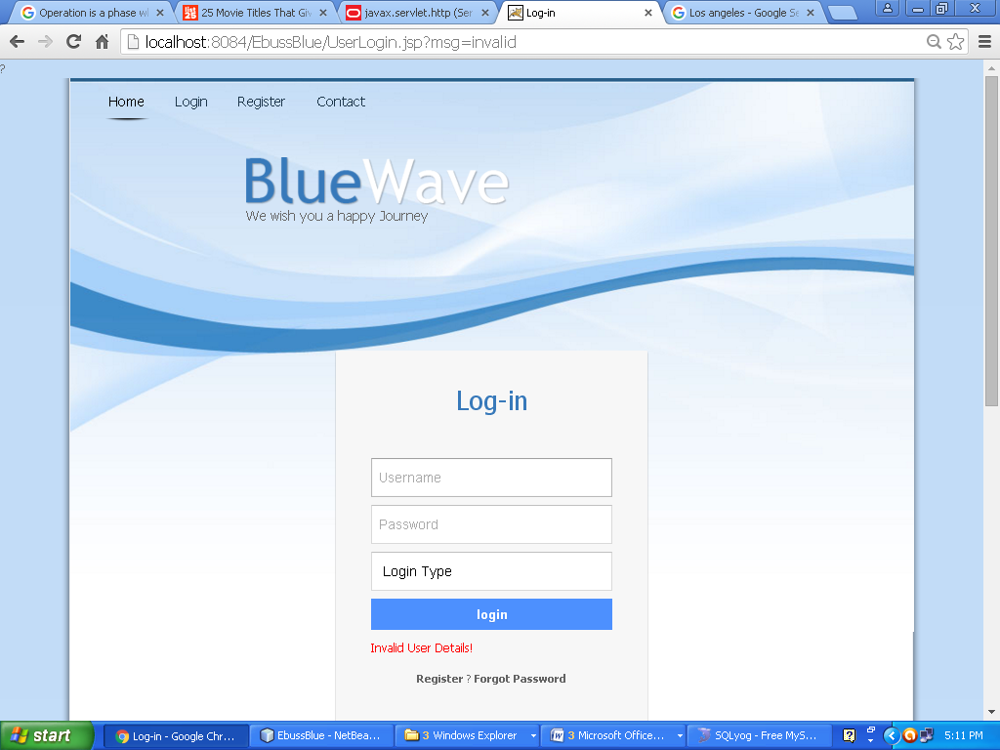 Operation is a phase wh
25 Movie Titles That Giv
javax.servlet.http (Ser
Log-in
Los angeles - Google Se
localhost:8084/EbussBlue/UserLogin.jsp?msg=invalid
?
Home Login Register Contact
BlueWave
We wish you a happy Journey
Log-in
Username
Password
Login Type
login
Invalid User Details!
Register ? Forgot Password
start
Log-in - Google Chr...
EbussBlue - NetBea...
3 Windows Explorer
3 Microsoft Office...
SQLyog - Free MyS...
5:11 PM